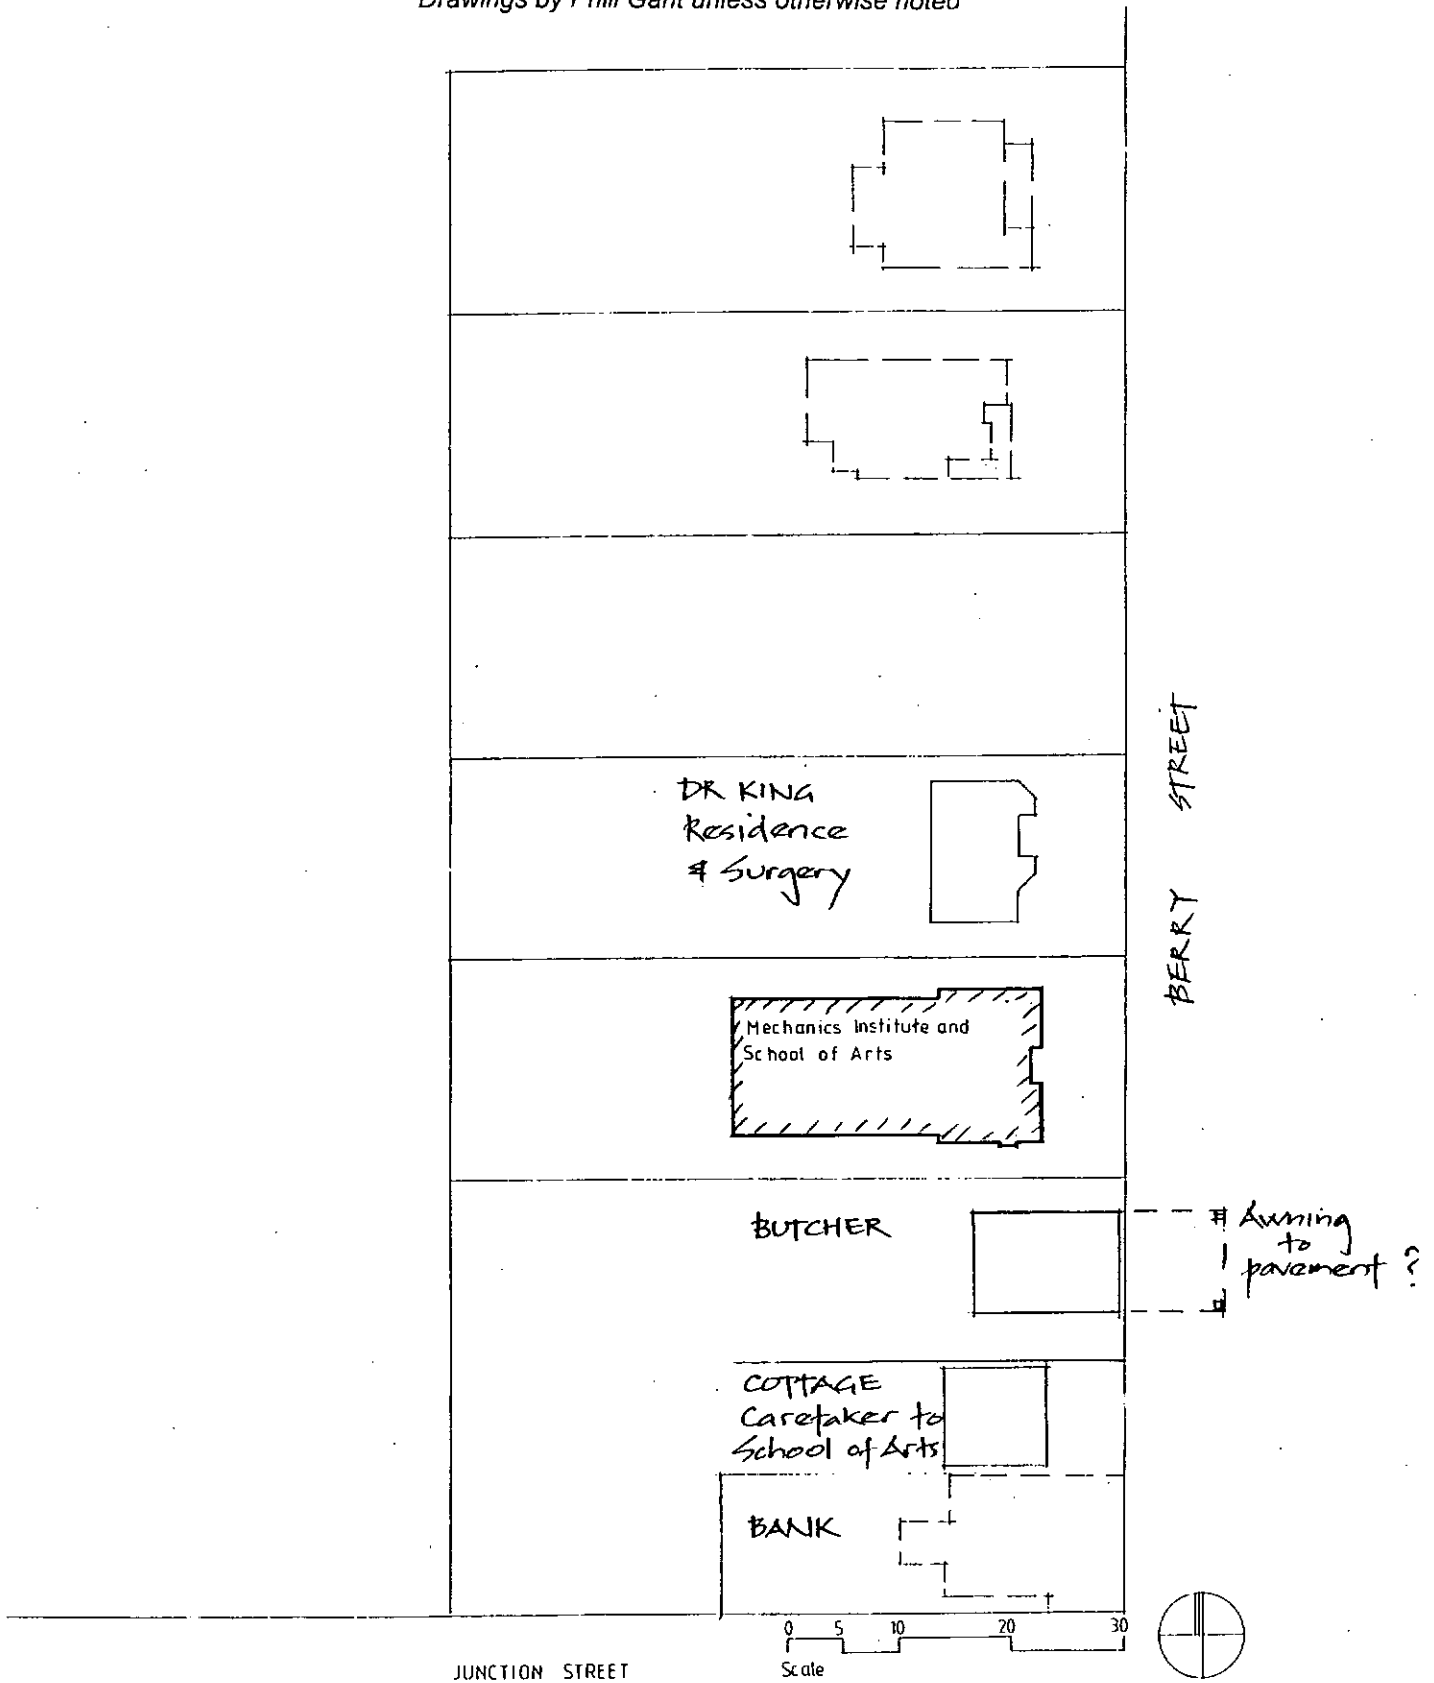 Drawings by Phill Gant unless otherwise noted
DR KING
Residence
& Surgery
BERRY STREET
Mechanics Institute and
School of Arts
BUTCHER
& Awning
to
pavement ?
COTTAGE
Caretaker to
School of Arts
BANK
0 5 10 20 30
Scale
JUNCTION STREET